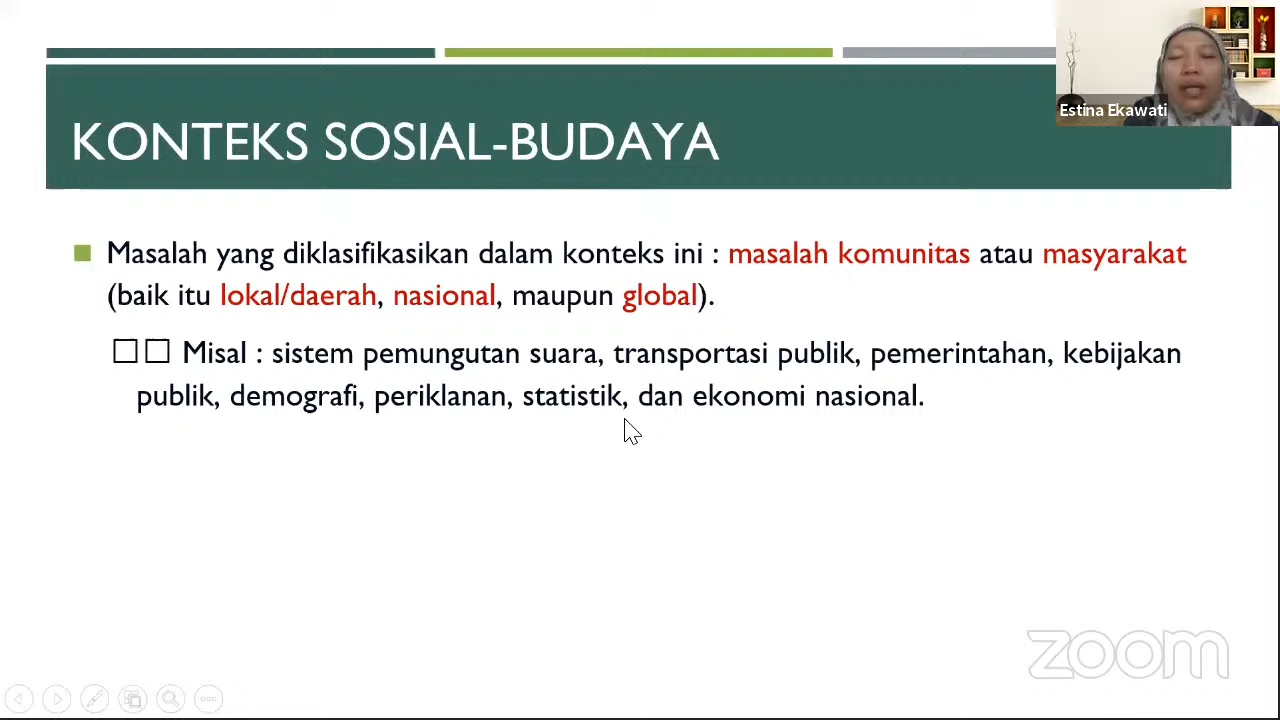 Estina Ekawati
KONTEKS SOSIAL-BUDAYA
Masalah yang diklasifikasikan dalam konteks ini : masalah komunitas atau masyarakat
(baik itu lokal/daerah, nasional, maupun global).
Misal : sistem pemungutan suara, transportasi publik, pemerintahan, kebijakan
publik, demografi, periklanan, statistik, dan ekonomi nasional.
zoom